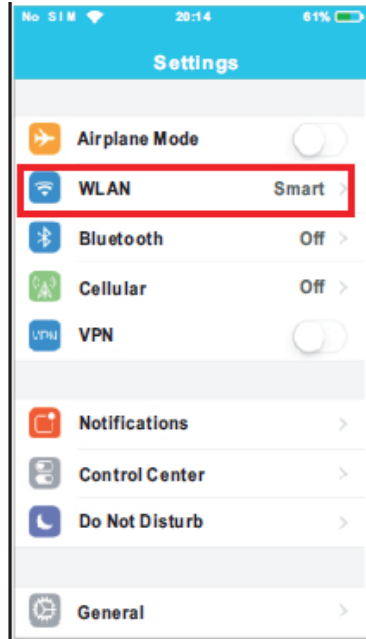 No SIM 20:14 61%
Settings
Airplane Mode
WLAN Smart
Bluetooth Off
Cellular Off
VPN VPN
Notifications
Control Center
Do Not Disturb
General